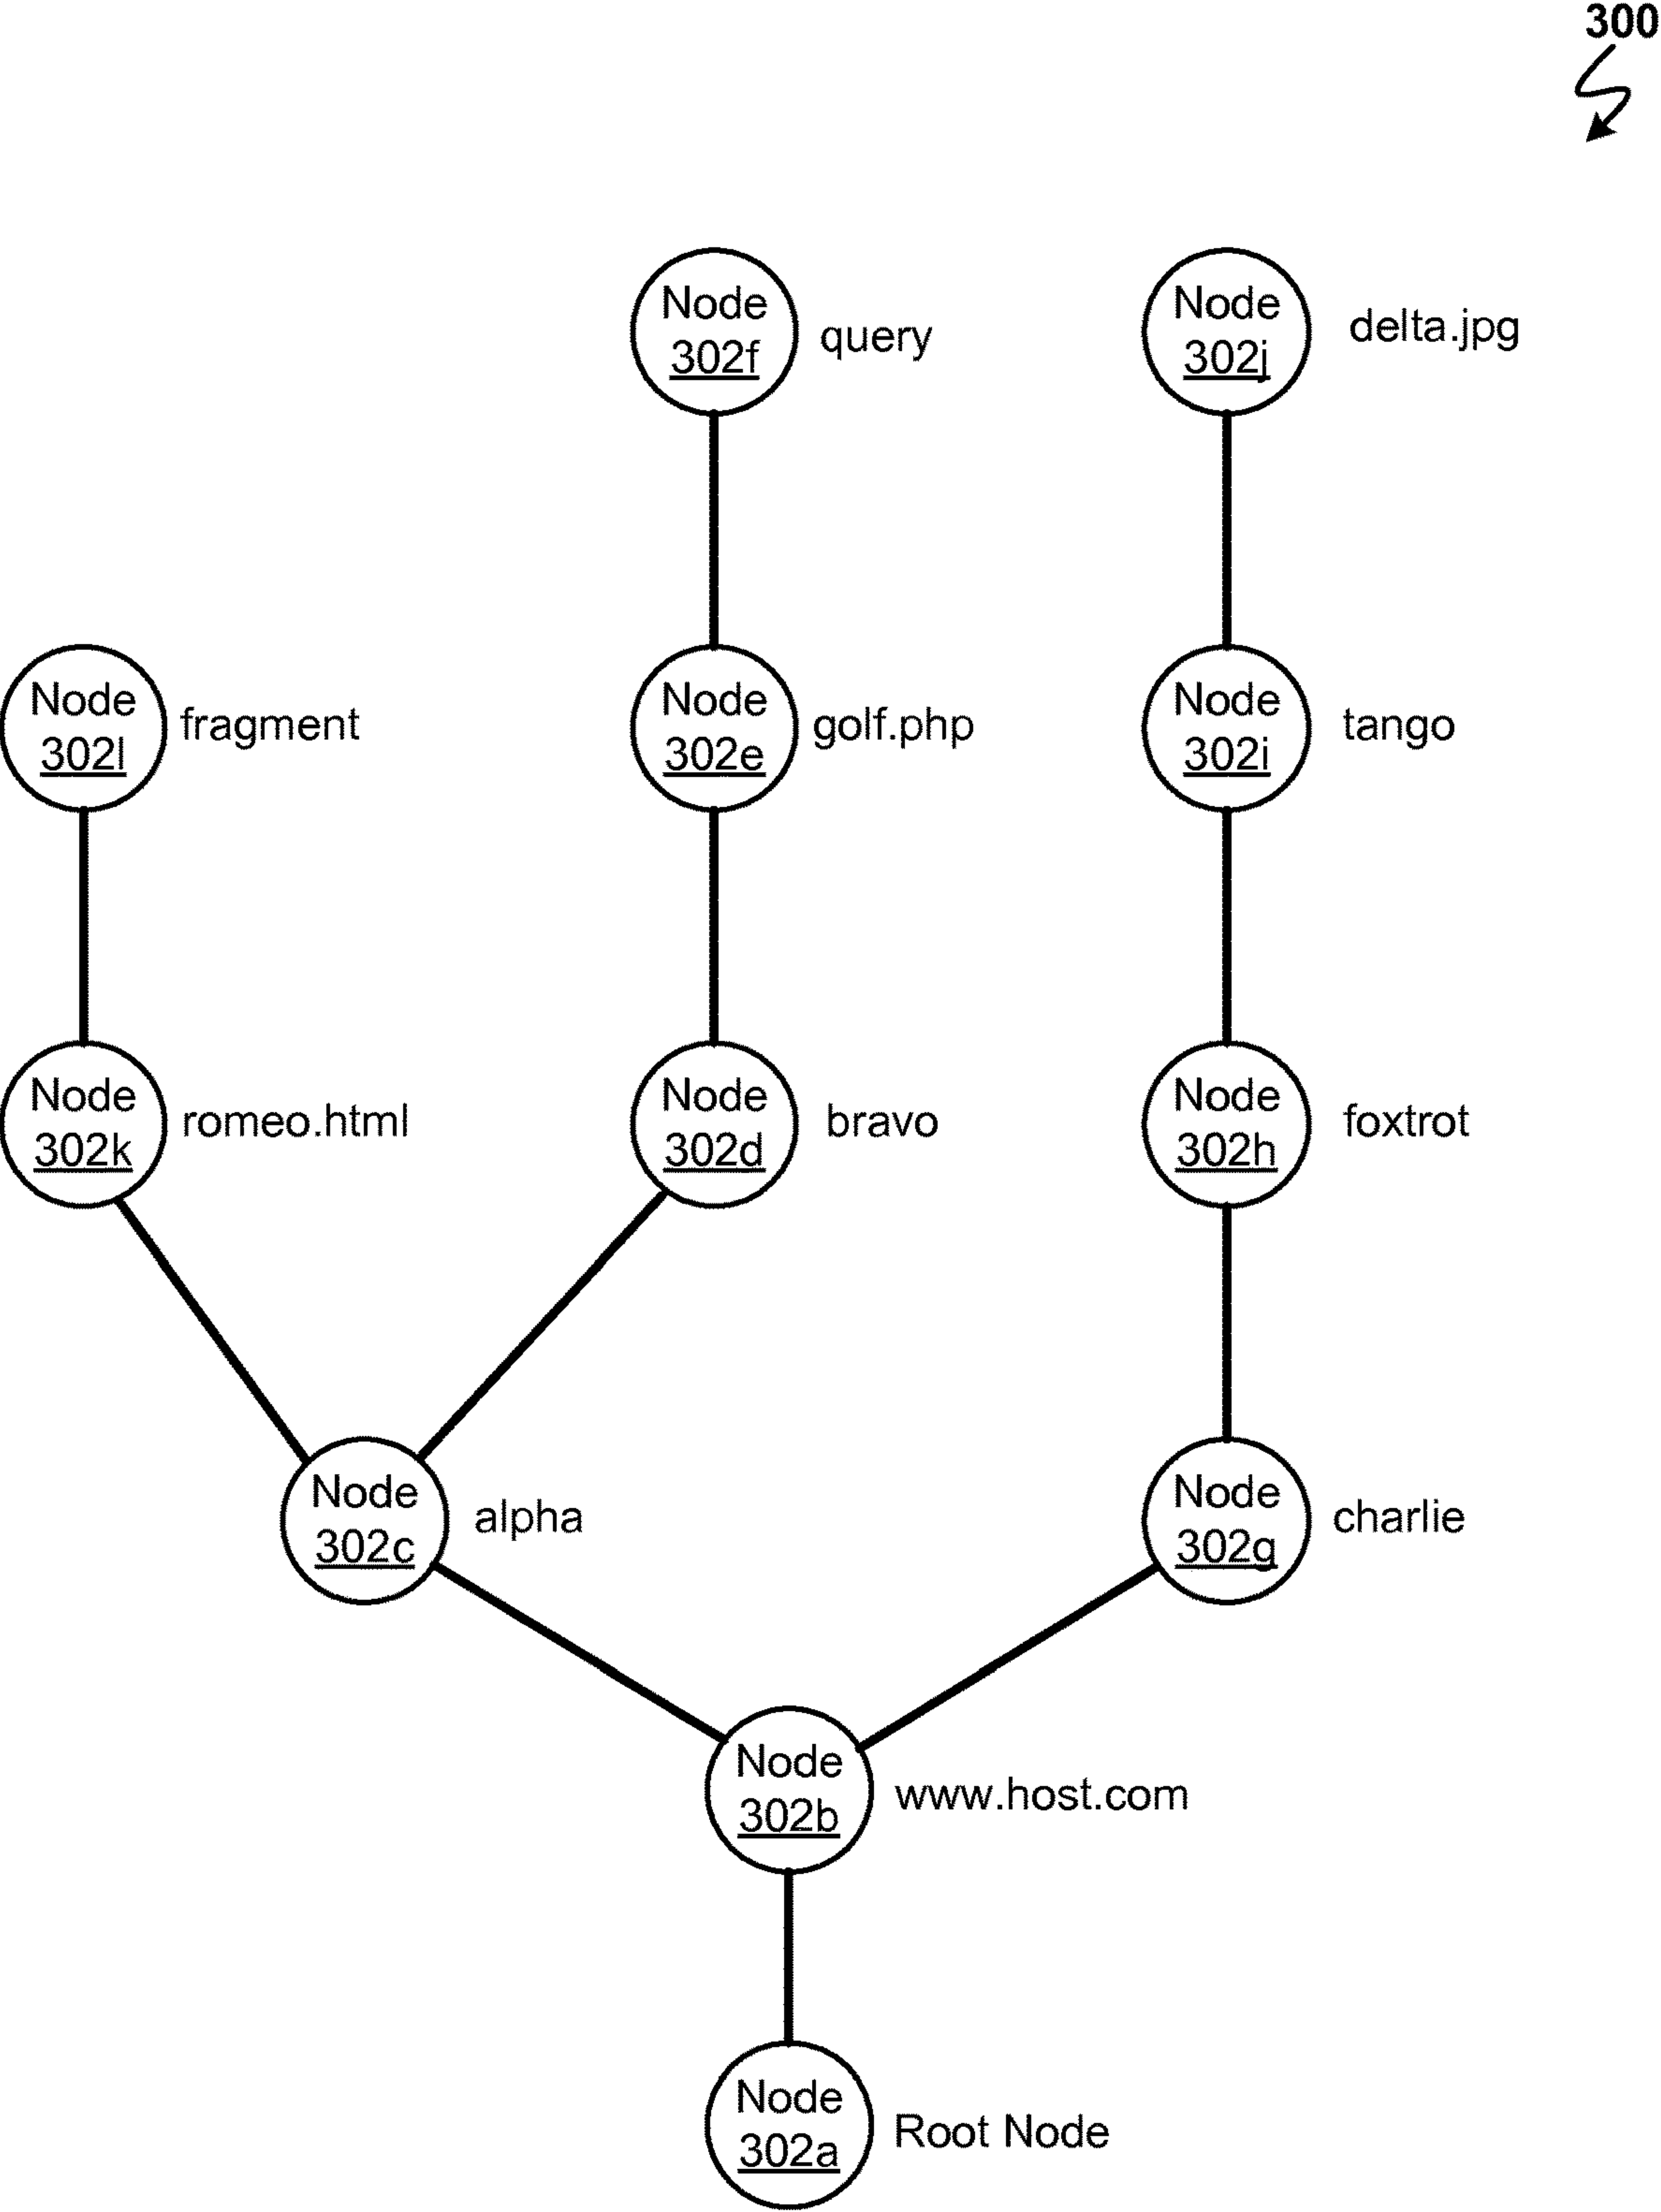 300
Node
302f
query
Node
302j
delta.jpg
Node
302l
fragment
Node
302e
golf.php
Node
302i
tango
Node
302k
romeo.html
Node
302d
bravo
Node
302h
foxtrot
Node
302c
alpha
Node
302g
charlie
Node
302b
www.host.com
Node
302a
Root Node